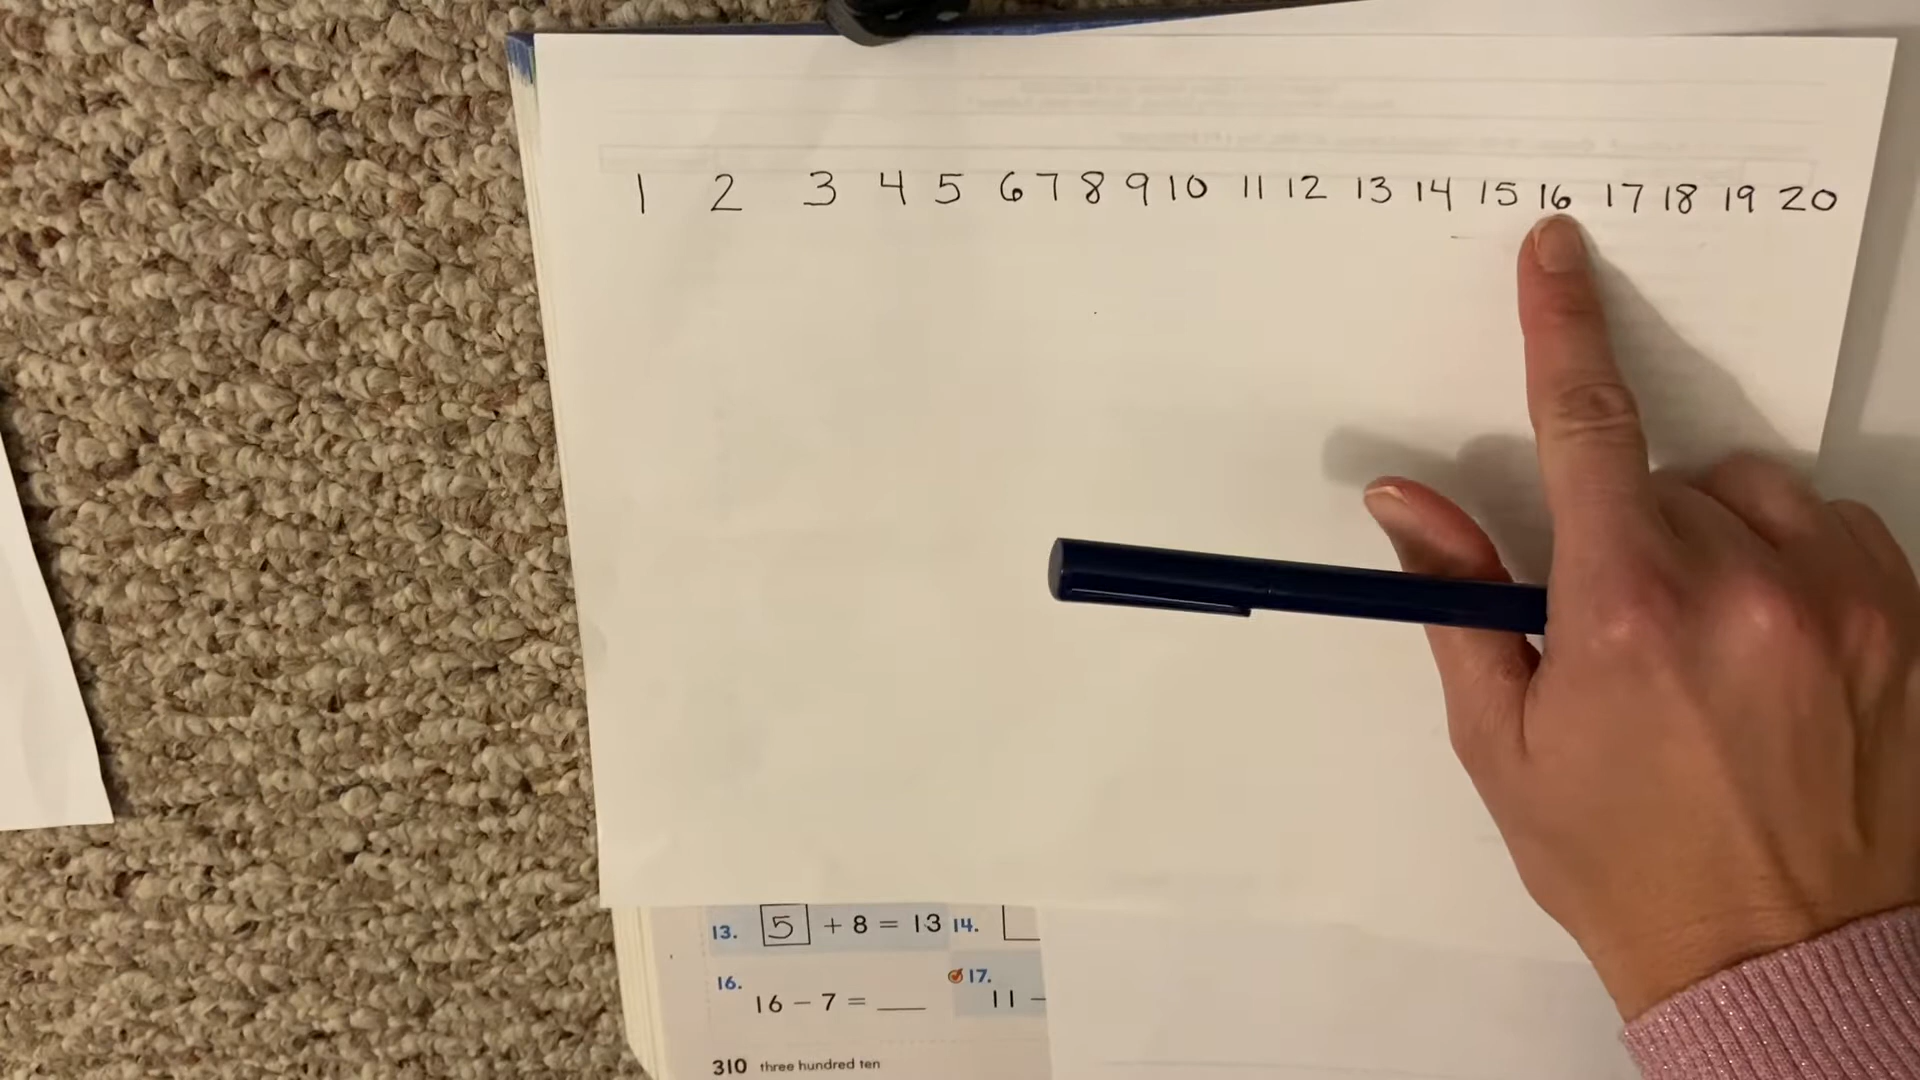 1 2 3 4 5 6 7 8 9 10 11 12 13 14 15 16 17 18 19 20
13. 5 + 8 = 13 14.
16. 16 - 7 = ___ 17. 11 -
310 three hundred ten